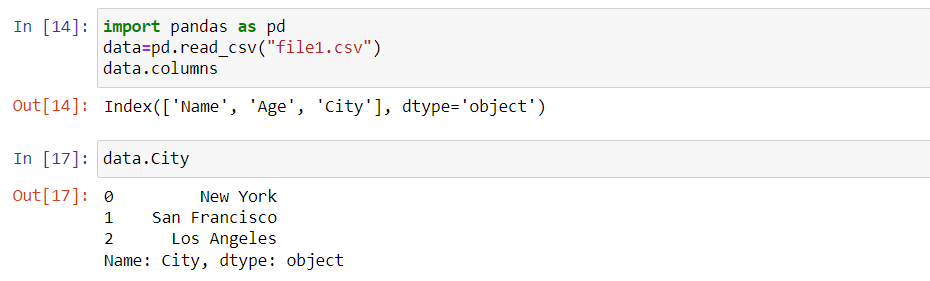 In [14]: import pandas as pd
data=pd.read_csv("file1.csv")
data.columns
Out[14]: Index(['Name', 'Age', 'City'], dtype='object')
In [17]: data.City
Out[17]: 0         New York
1    San Francisco
2      Los Angeles
Name: City, dtype: object